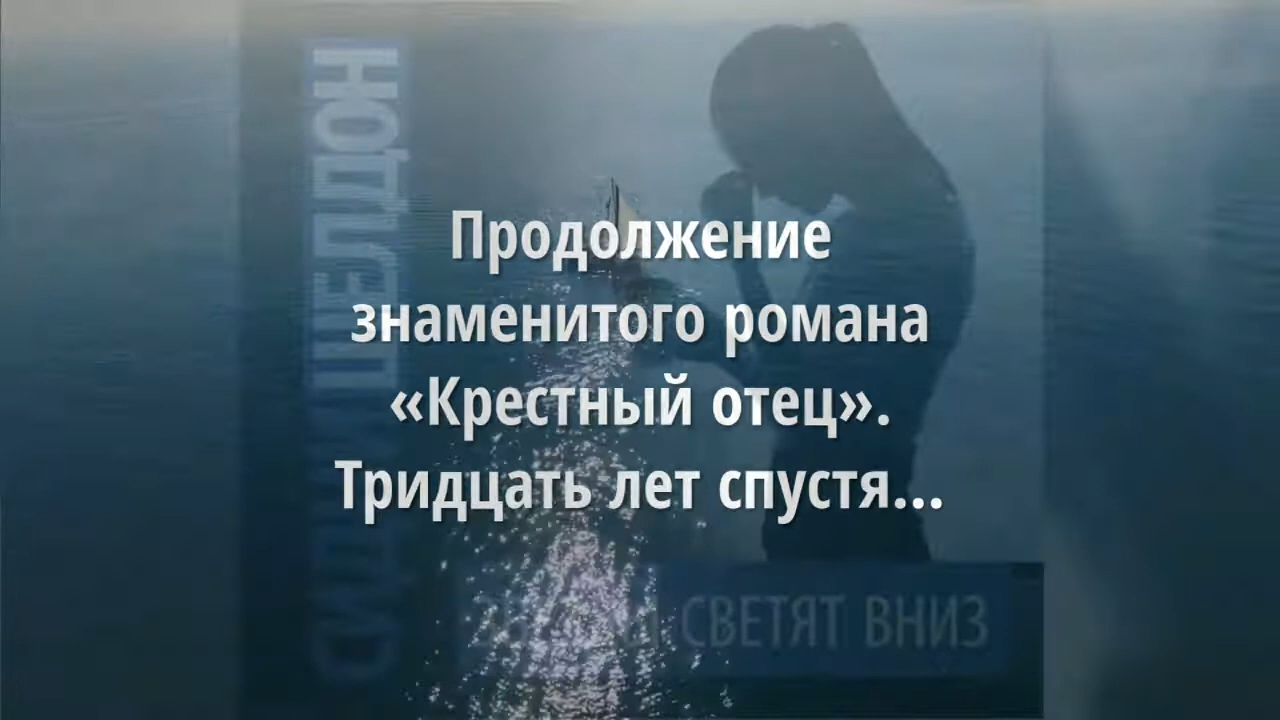 Продолжение
знаменитого романа
«Крестный отец».
Тридцать лет спустя...
СВЕТЯТ ВНИЗ